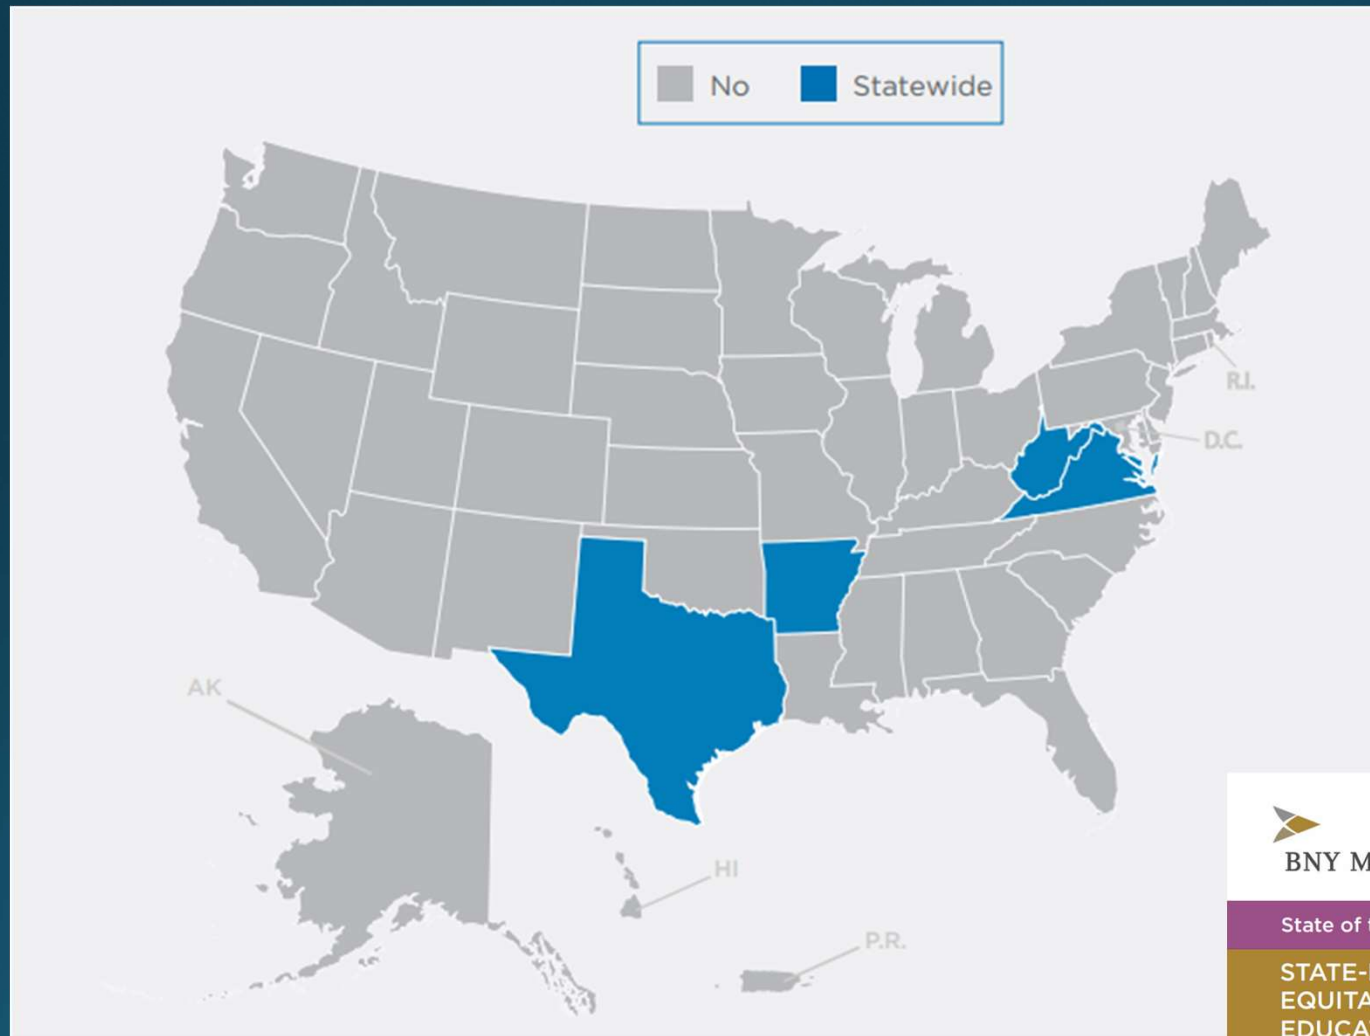 No Statewide
R.I.
D.C.
AK
HI
P.R.
BNY
State of
STATE-
EQUITA
EDUCA